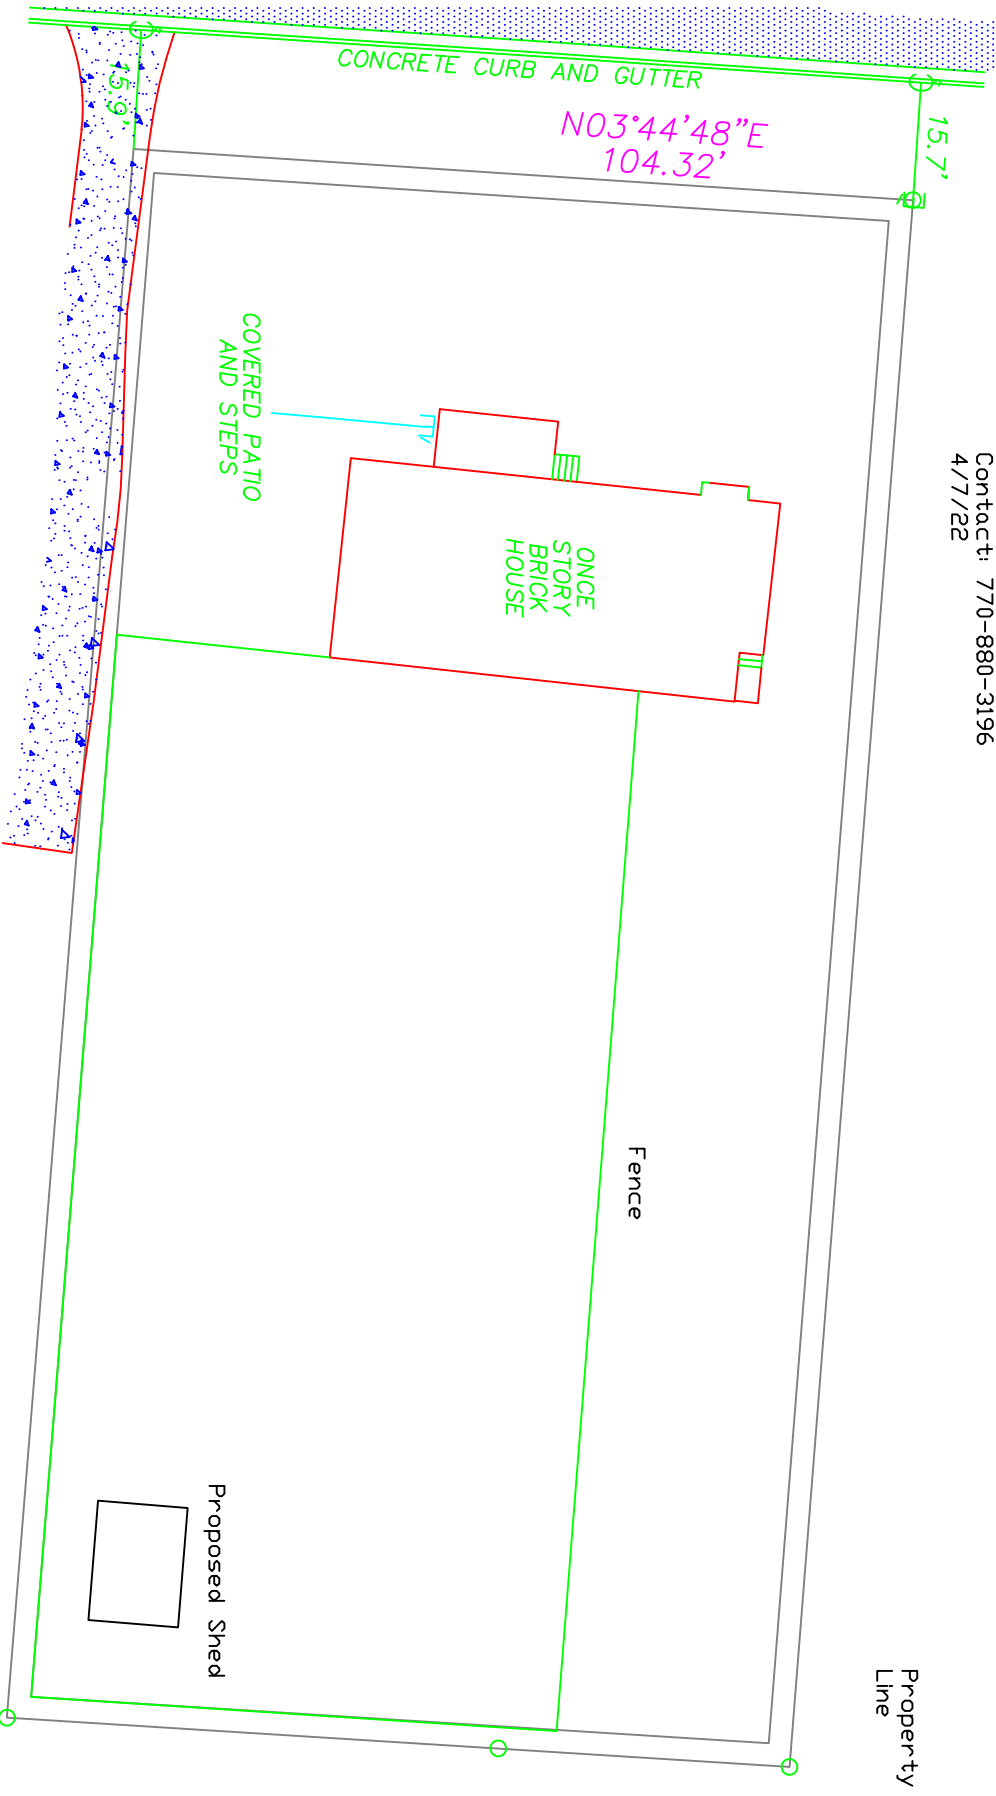 CONCRETE CURB AND GUTTER
N03°44'48"E
104.32'
15.9'
15.7'
COVERED PATIO
AND STEPS
ONCE
STORY
BRICK
HOUSE
Contact: 770-880-3196
4/7/22
Fence
Proposed Shed
Property
Line